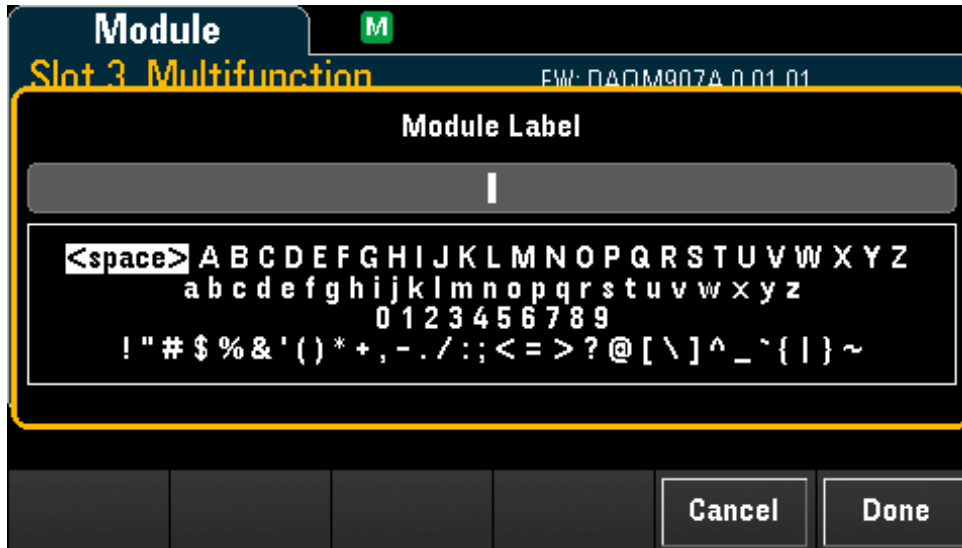 Module M
Slot 3 Multifunction FW: DAQM907A 0.01.01
Module Label
<space> A B C D E F G H I J K L M N O P Q R S T U V W X Y Z
a b c d e f g h i j k l m n o p q r s t u v w x y z
0 1 2 3 4 5 6 7 8 9
! " # $ % & ' ( ) * + , - . / : ; < = > ? @ [ \ ] ^ _ ` { | } ~
Cancel Done